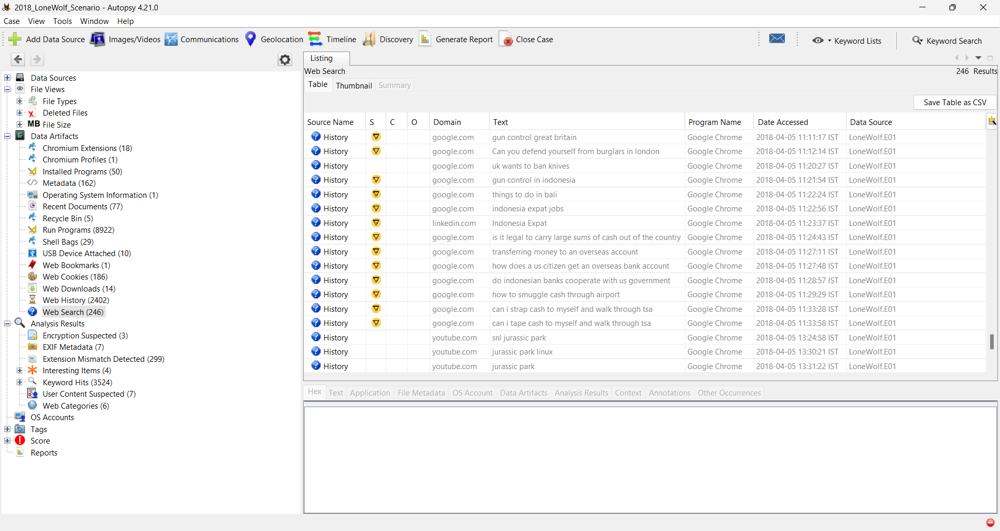 2018_LoneWolf_Scenario - Autopsy 4.21.0
Case View Tools Window Help
Add Data Source Images/Videos Communications Geolocation Timeline Discovery Generate Report Close Case Keyword Lists Keyword Search
Data Sources
File Views
File Types
Deleted Files
MB File Size
Data Artifacts
Chromium Extensions (18)
Chromium Profiles (1)
Installed Programs (50)
Metadata (162)
Operating System Information (1)
Recent Documents (77)
Recycle Bin (5)
Run Programs (8922)
Shell Bags (29)
USB Device Attached (10)
Web Bookmarks (1)
Web Cookies (186)
Web Downloads (14)
Web History (2402)
Web Search (246)
Analysis Results
Encryption Suspected (3)
EXIF Metadata (7)
Extension Mismatch Detected (299)
Interesting Items (4)
Keyword Hits (3524)
User Content Suspected (7)
Web Categories (6)
OS Accounts
Tags
Score
Reports
Listing
Web Search 246 Results
Table Thumbnail Summary
Save Table as CSV
Source Name S C O Domain Text Program Name Date Accessed Data Source
History google.com gun control great britain Google Chrome 2018-04-05 11:11:17 IST LoneWolf.E01
History google.com Can you defend yourself from burglars in london Google Chrome 2018-04-05 11:12:14 IST LoneWolf.E01
History google.com uk wants to ban knives Google Chrome 2018-04-05 11:20:27 IST LoneWolf.E01
History google.com gun control in indonesia Google Chrome 2018-04-05 11:21:54 IST LoneWolf.E01
History google.com things to do in bali Google Chrome 2018-04-05 11:22:24 IST LoneWolf.E01
History google.com indonesia expat jobs Google Chrome 2018-04-05 11:22:56 IST LoneWolf.E01
History linkedin.com Indonesia Expat Google Chrome 2018-04-05 11:23:37 IST LoneWolf.E01
History google.com is it legal to carry large sums of cash out of the country Google Chrome 2018-04-05 11:24:43 IST LoneWolf.E01
History google.com transferring money to an overseas account Google Chrome 2018-04-05 11:27:11 IST LoneWolf.E01
History google.com how does a us citizen get an overseas bank account Google Chrome 2018-04-05 11:27:48 IST LoneWolf.E01
History google.com do indonesian banks cooperate with us government Google Chrome 2018-04-05 11:28:57 IST LoneWolf.E01
History google.com how to smuggle cash through airport Google Chrome 2018-04-05 11:29:29 IST LoneWolf.E01
History google.com can i strap cash to myself and walk through tsa Google Chrome 2018-04-05 11:33:28 IST LoneWolf.E01
History google.com can i tape cash to myself and walk through tsa Google Chrome 2018-04-05 11:33:58 IST LoneWolf.E01
History youtube.com snl jurassic park Google Chrome 2018-04-05 13:24:58 IST LoneWolf.E01
History youtube.com jurassic park linux Google Chrome 2018-04-05 13:30:21 IST LoneWolf.E01
History youtube.com jurassic park Google Chrome 2018-04-05 13:31:22 IST LoneWolf.E01
Hex Text Application File Metadata OS Account Data Artifacts Analysis Results Context Annotations Other Occurrences